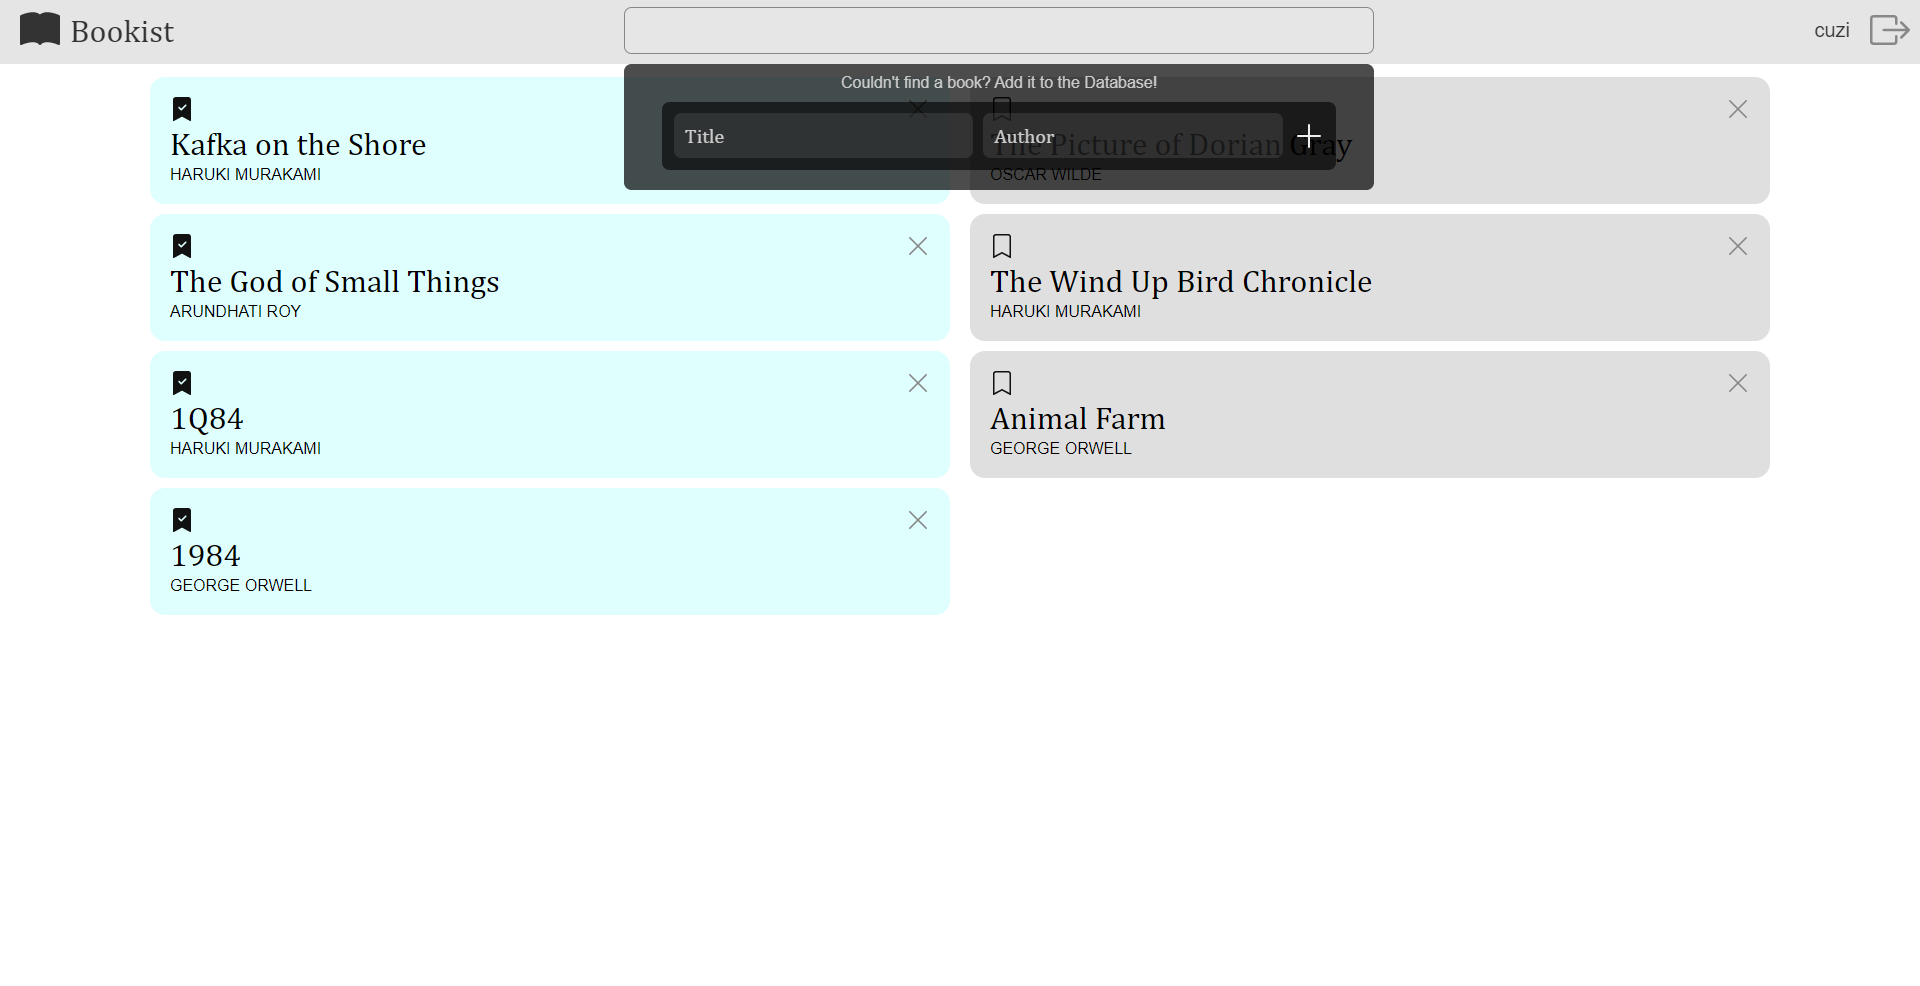 Bookist
cuzi
Couldn't find a book? Add it to the Database!
Title
Author
Kafka on the Shore
HARUKI MURAKAMI
The Picture of Dorian Gray
OSCAR WILDE
The God of Small Things
ARUNDHATI ROY
The Wind Up Bird Chronicle
HARUKI MURAKAMI
1Q84
HARUKI MURAKAMI
Animal Farm
GEORGE ORWELL
1984
GEORGE ORWELL